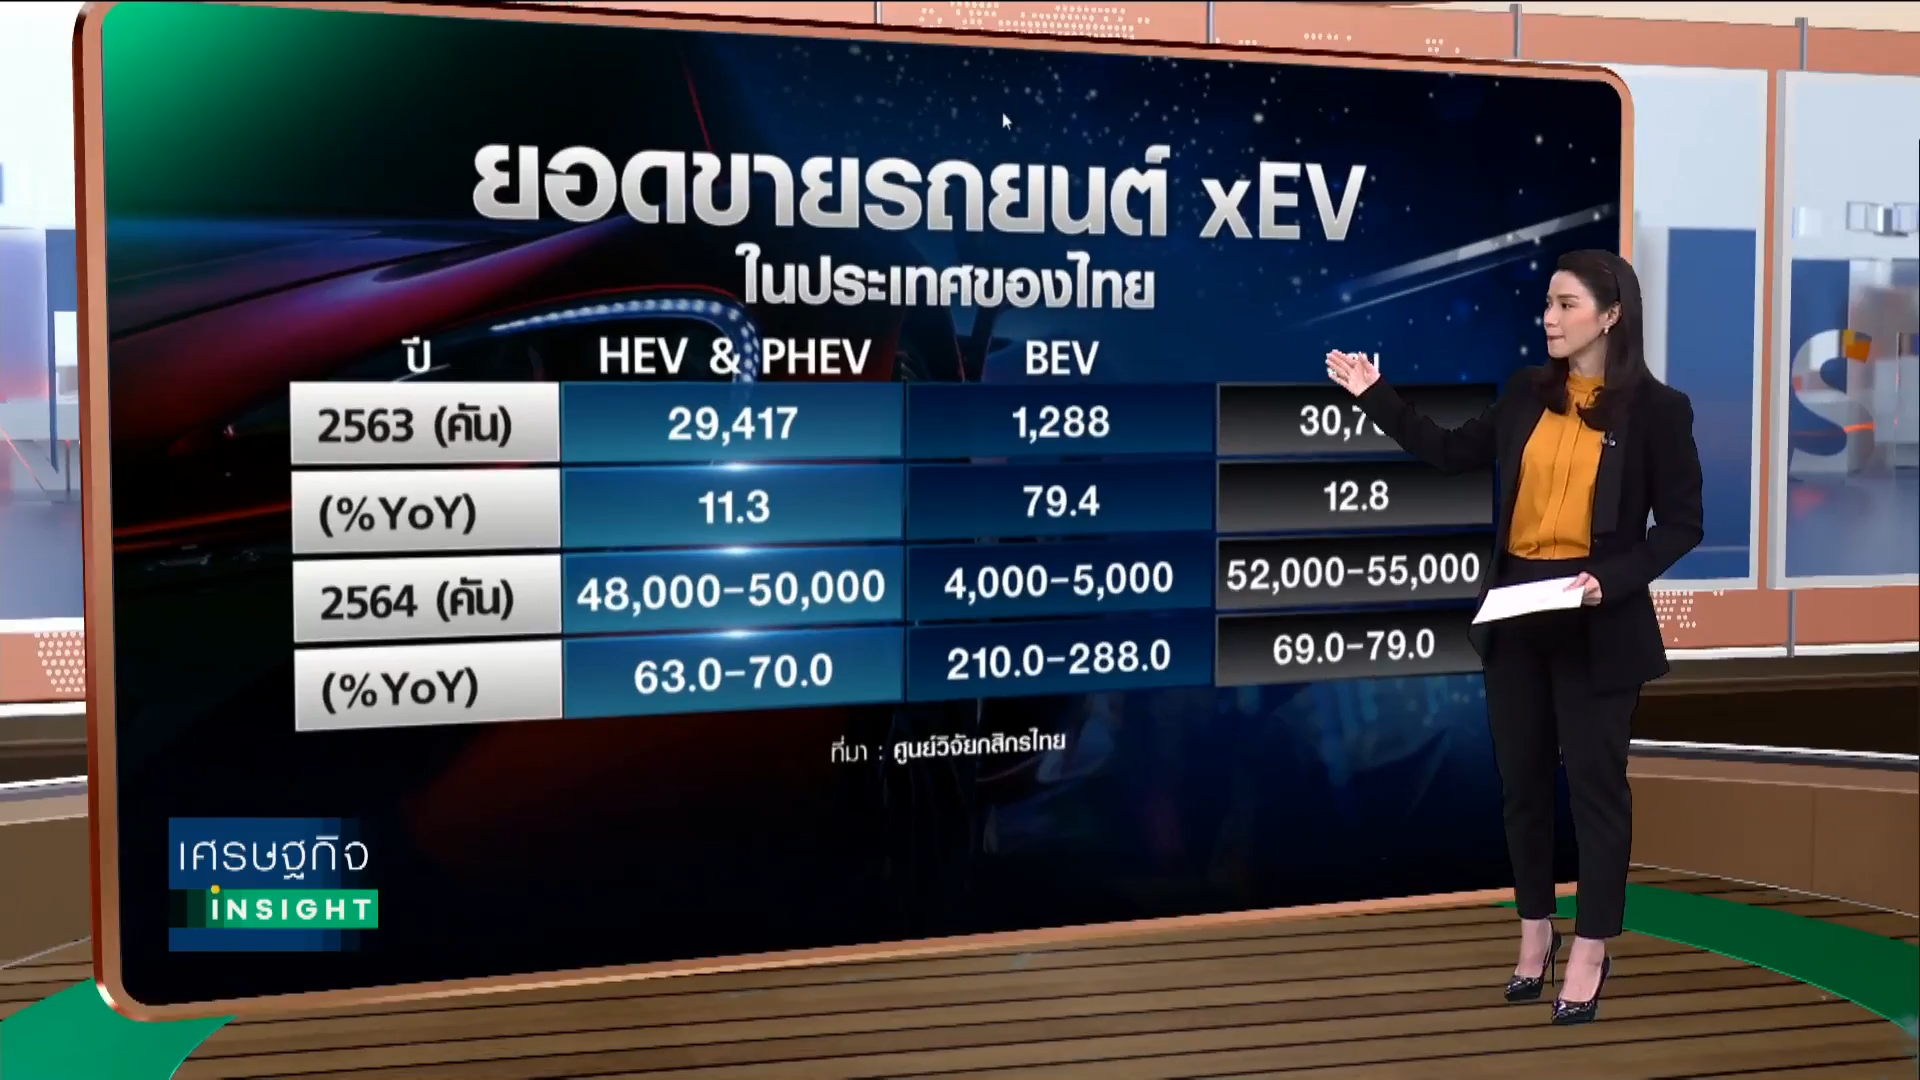 ยอดขายรถยนต์ xEV
ในประเทศของไทย
ปี HEV & PHEV BEV
2563 (คัน) 29,417 1,288
(%YoY) 11.3 79.4 12.8
2564 (คัน) 48,000-50,000 4,000-5,000 52,000-55,000
(%YoY) 63.0-70.0 210.0-288.0 69.0-79.0
ที่มา : ศูนย์วิจัยกสิกรไทย
เศรษฐกิจ
INSIGHT